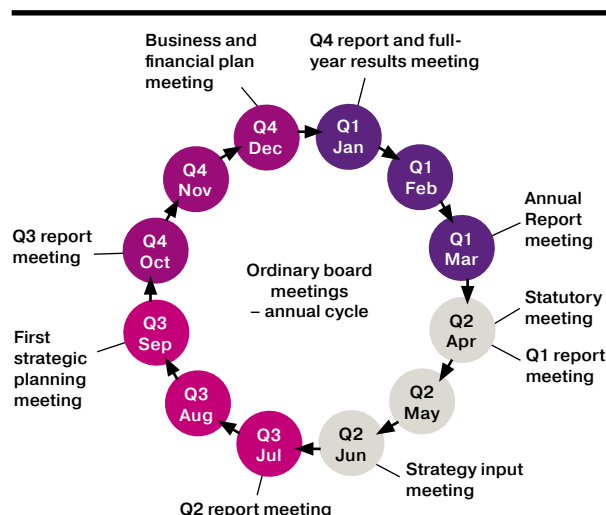 Business and
financial plan
meeting
Q4 report and full-
year results meeting
Q4
Dec
Q1
Jan
Q4
Nov
Q1
Feb
Annual
Report
meeting
Q3 report
meeting
Q4
Oct
Q1
Mar
Ordinary board
meetings
– annual cycle
Statutory
meeting
First
strategic
planning
meeting
Q3
Sep
Q2
Apr
Q1 report
meeting
Q3
Aug
Q2
May
Q3
Jul
Q2
Jun
Strategy input
meeting
Q2 report meeting